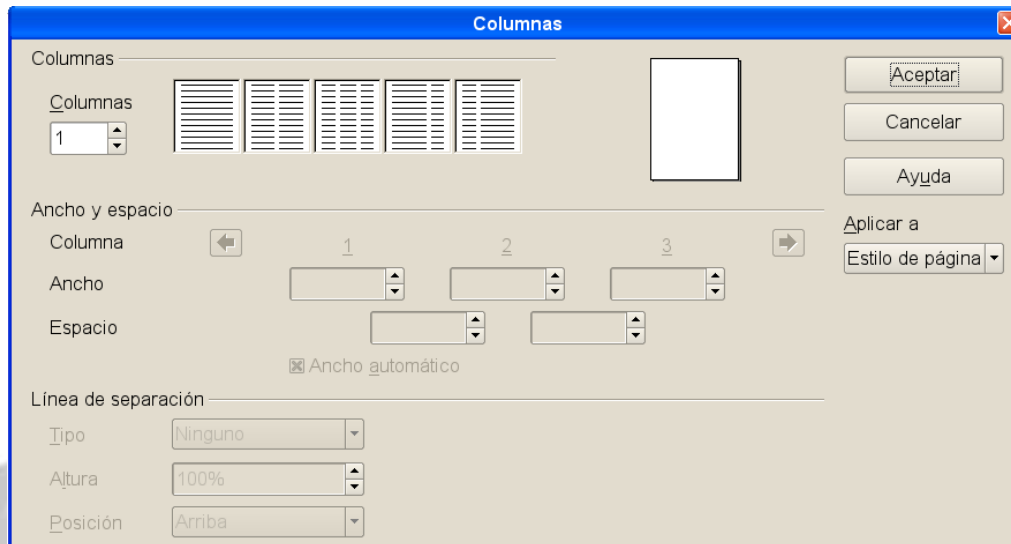 Columnas
Columnas
Columnas
1
Aceptar
Cancelar
Ayuda
Ancho y espacio
Aplicar a
Columna 1 2 3
Estilo de página
Ancho
Espacio
Ancho automático
Línea de separación
Tipo Ninguno
Altura 100%
Posición Arriba